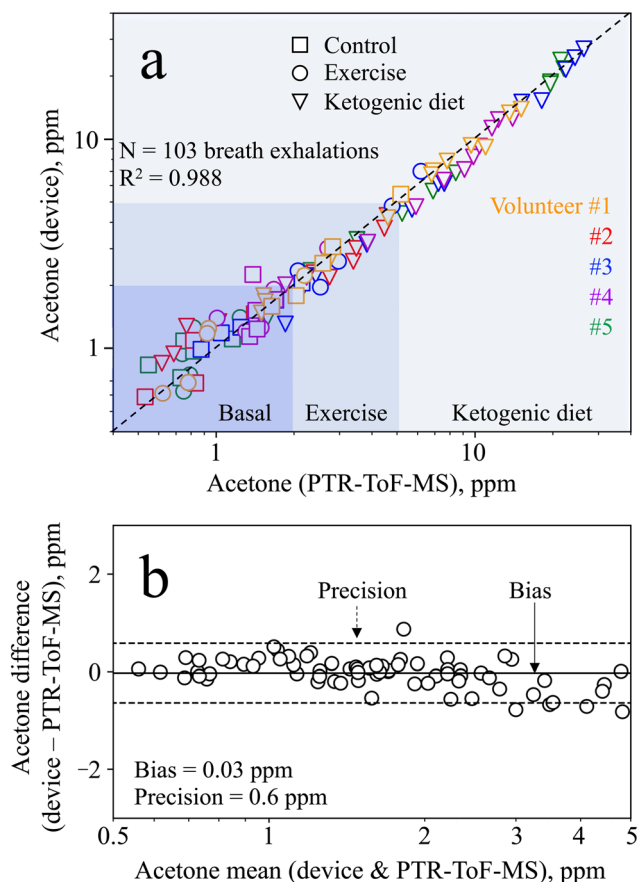 a
Control
Exercise
Ketogenic diet
N = 103 breath exhalations
R² = 0.988
Volunteer #1
#2
#3
#4
#5
Basal
Exercise
Ketogenic diet
10
1
Acetone (device), ppm
1
10
Acetone (PTR-ToF-MS), ppm
b
Precision
Bias
Bias = 0.03 ppm
Precision = 0.6 ppm
2
0
−2
Acetone difference
(device – PTR-ToF-MS), ppm
0.5
1
2
3
4
5
Acetone mean (device & PTR-ToF-MS), ppm